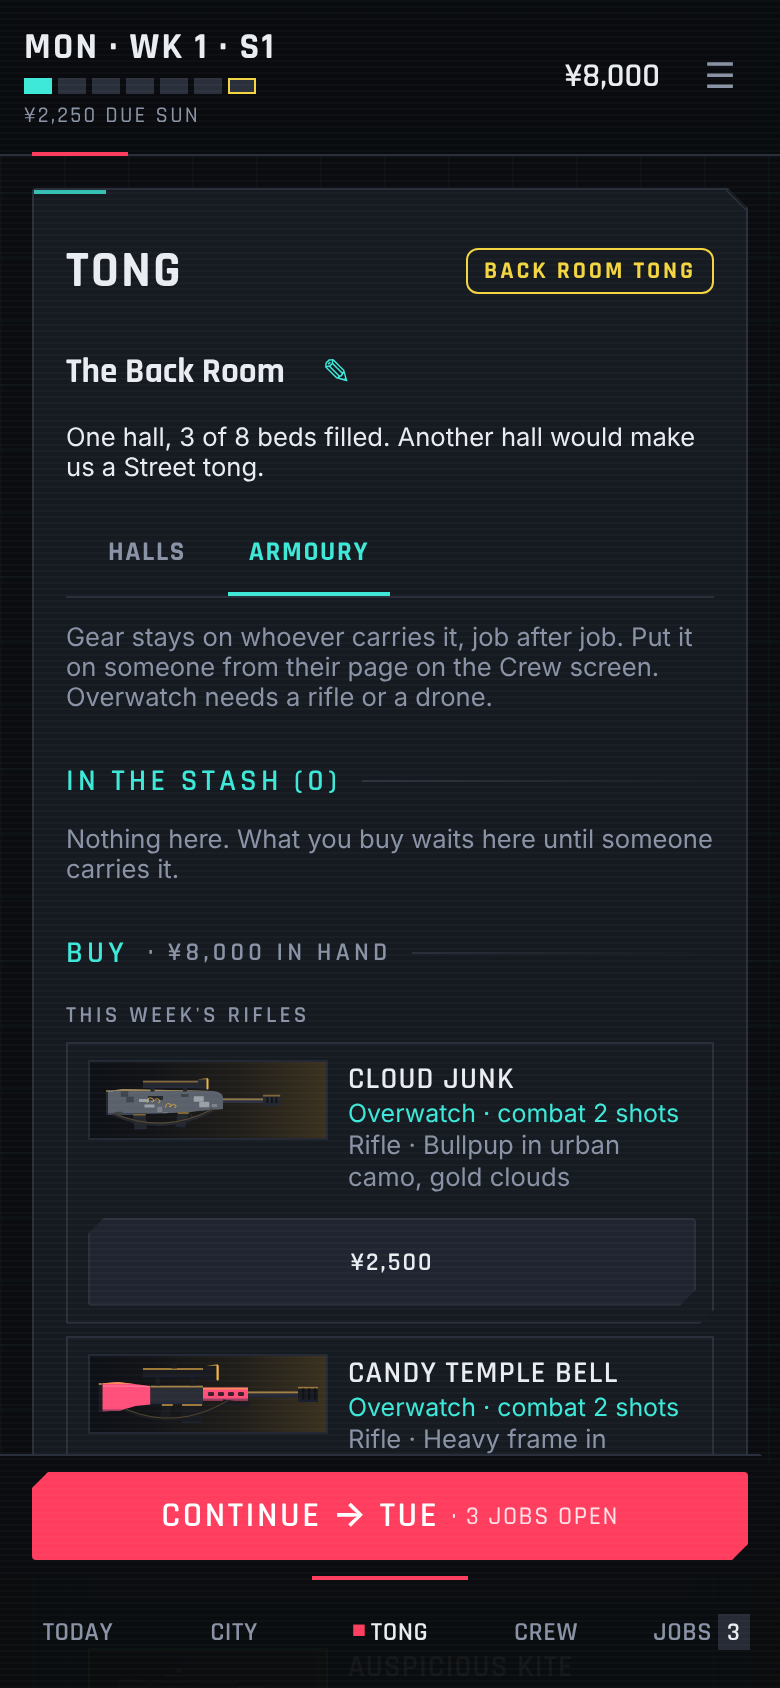 MON · WK 1 · S1
¥2,250 DUE SUN
¥8,000
TONG
BACK ROOM TONG
The Back Room
One hall, 3 of 8 beds filled. Another hall would make
us a Street tong.
HALLS
ARMOURY
Gear stays on whoever carries it, job after job. Put it
on someone from their page on the Crew screen.
Overwatch needs a rifle or a drone.
IN THE STASH (0)
Nothing here. What you buy waits here until someone
carries it.
BUY · ¥8,000 IN HAND
THIS WEEK'S RIFLES
CLOUD JUNK
Overwatch · combat 2 shots
Rifle · Bullpup in urban
camo, gold clouds
¥2,500
CANDY TEMPLE BELL
Overwatch · combat 2 shots
Rifle · Heavy frame in
CONTINUE → TUE · 3 JOBS OPEN
TODAY
CITY
TONG
CREW
JOBS 3
AUSPICIOUS KITE